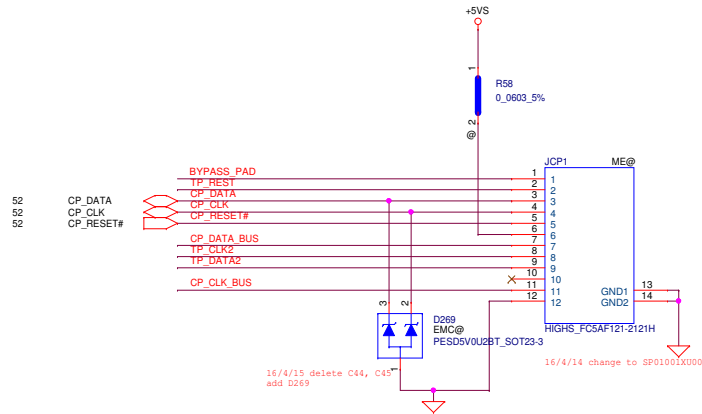 +5VS
1
R58
0_0603_5%
2
@
JCP1 ME@
BYPASS_PAD 1 1
TP_REST 2 2
52 CP_DATA CP_DATA 3 3
52 CP_CLK CP_CLK 4 4
52 CP_RESET# CP_RESET# 5 5
6 6
CP_DATA_BUS 7 7
TP_CLK2 8 8
TP_DATA2 9 9
10 10
CP_CLK_BUS 11 11 GND1 13
12 12 GND2 14
3 2
D269
EMC@
PESD5V0U2BT_SOT23-3
1
HIGHS_FC5AF121-2121H
16/4/14 change to SP01001XU00
16/4/15 delete C44, C45
add D269